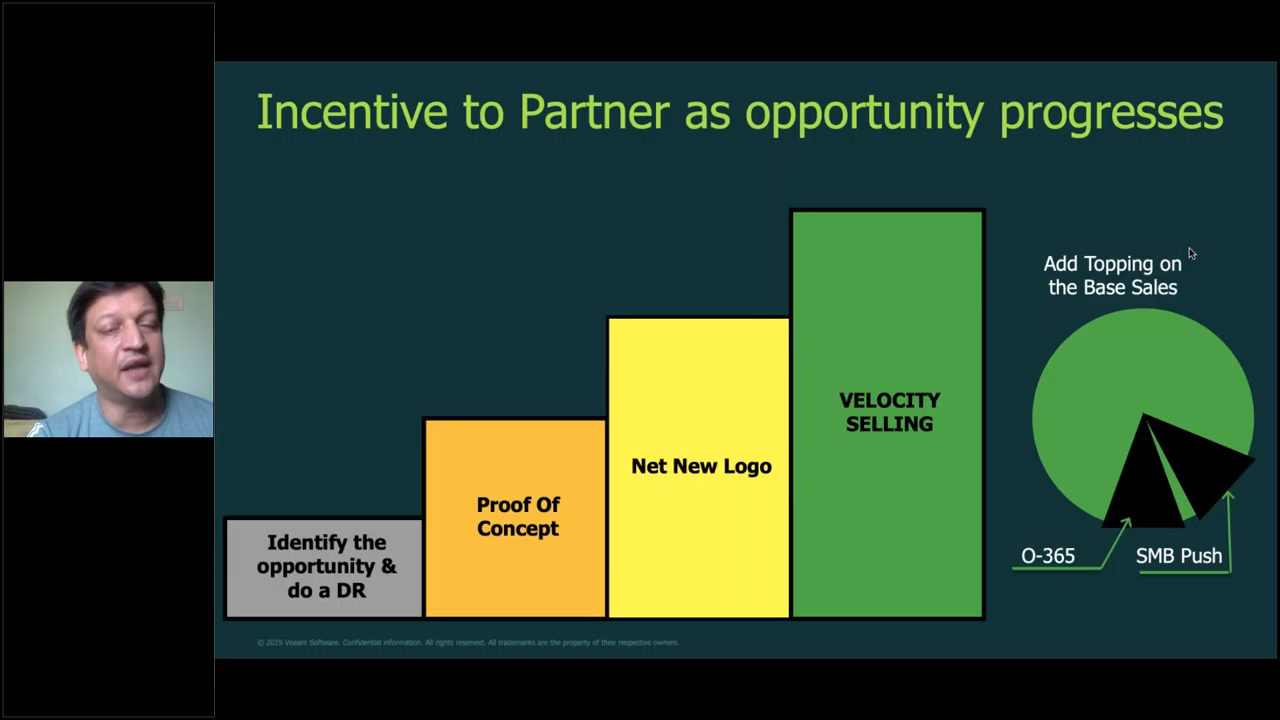 Incentive to Partner as opportunity progresses
Add Topping on
the Base Sales
VELOCITY
SELLING
Net New Logo
Proof Of
Concept
Identify the
opportunity &
do a DR
O-365
SMB Push
© 2019 Veeam Software. Confidential information. All rights reserved. All trademarks are the property of their respective owners.